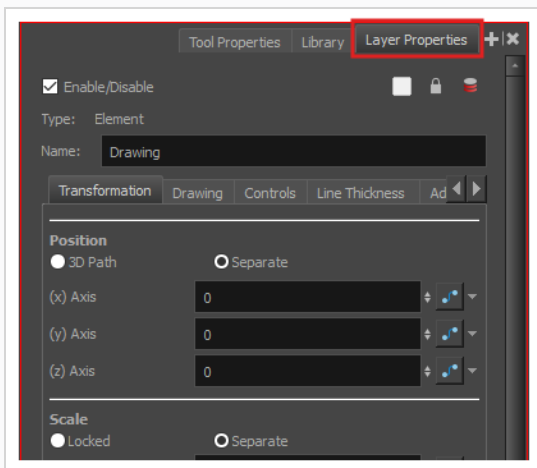 Tool Properties Library Layer Properties
Enable/Disable
Type: Element
Name: Drawing
Transformation Drawing Controls Line Thickness Ad
Position
3D Path Separate
(x) Axis 0
(y) Axis 0
(z) Axis 0
Scale
Locked Separate